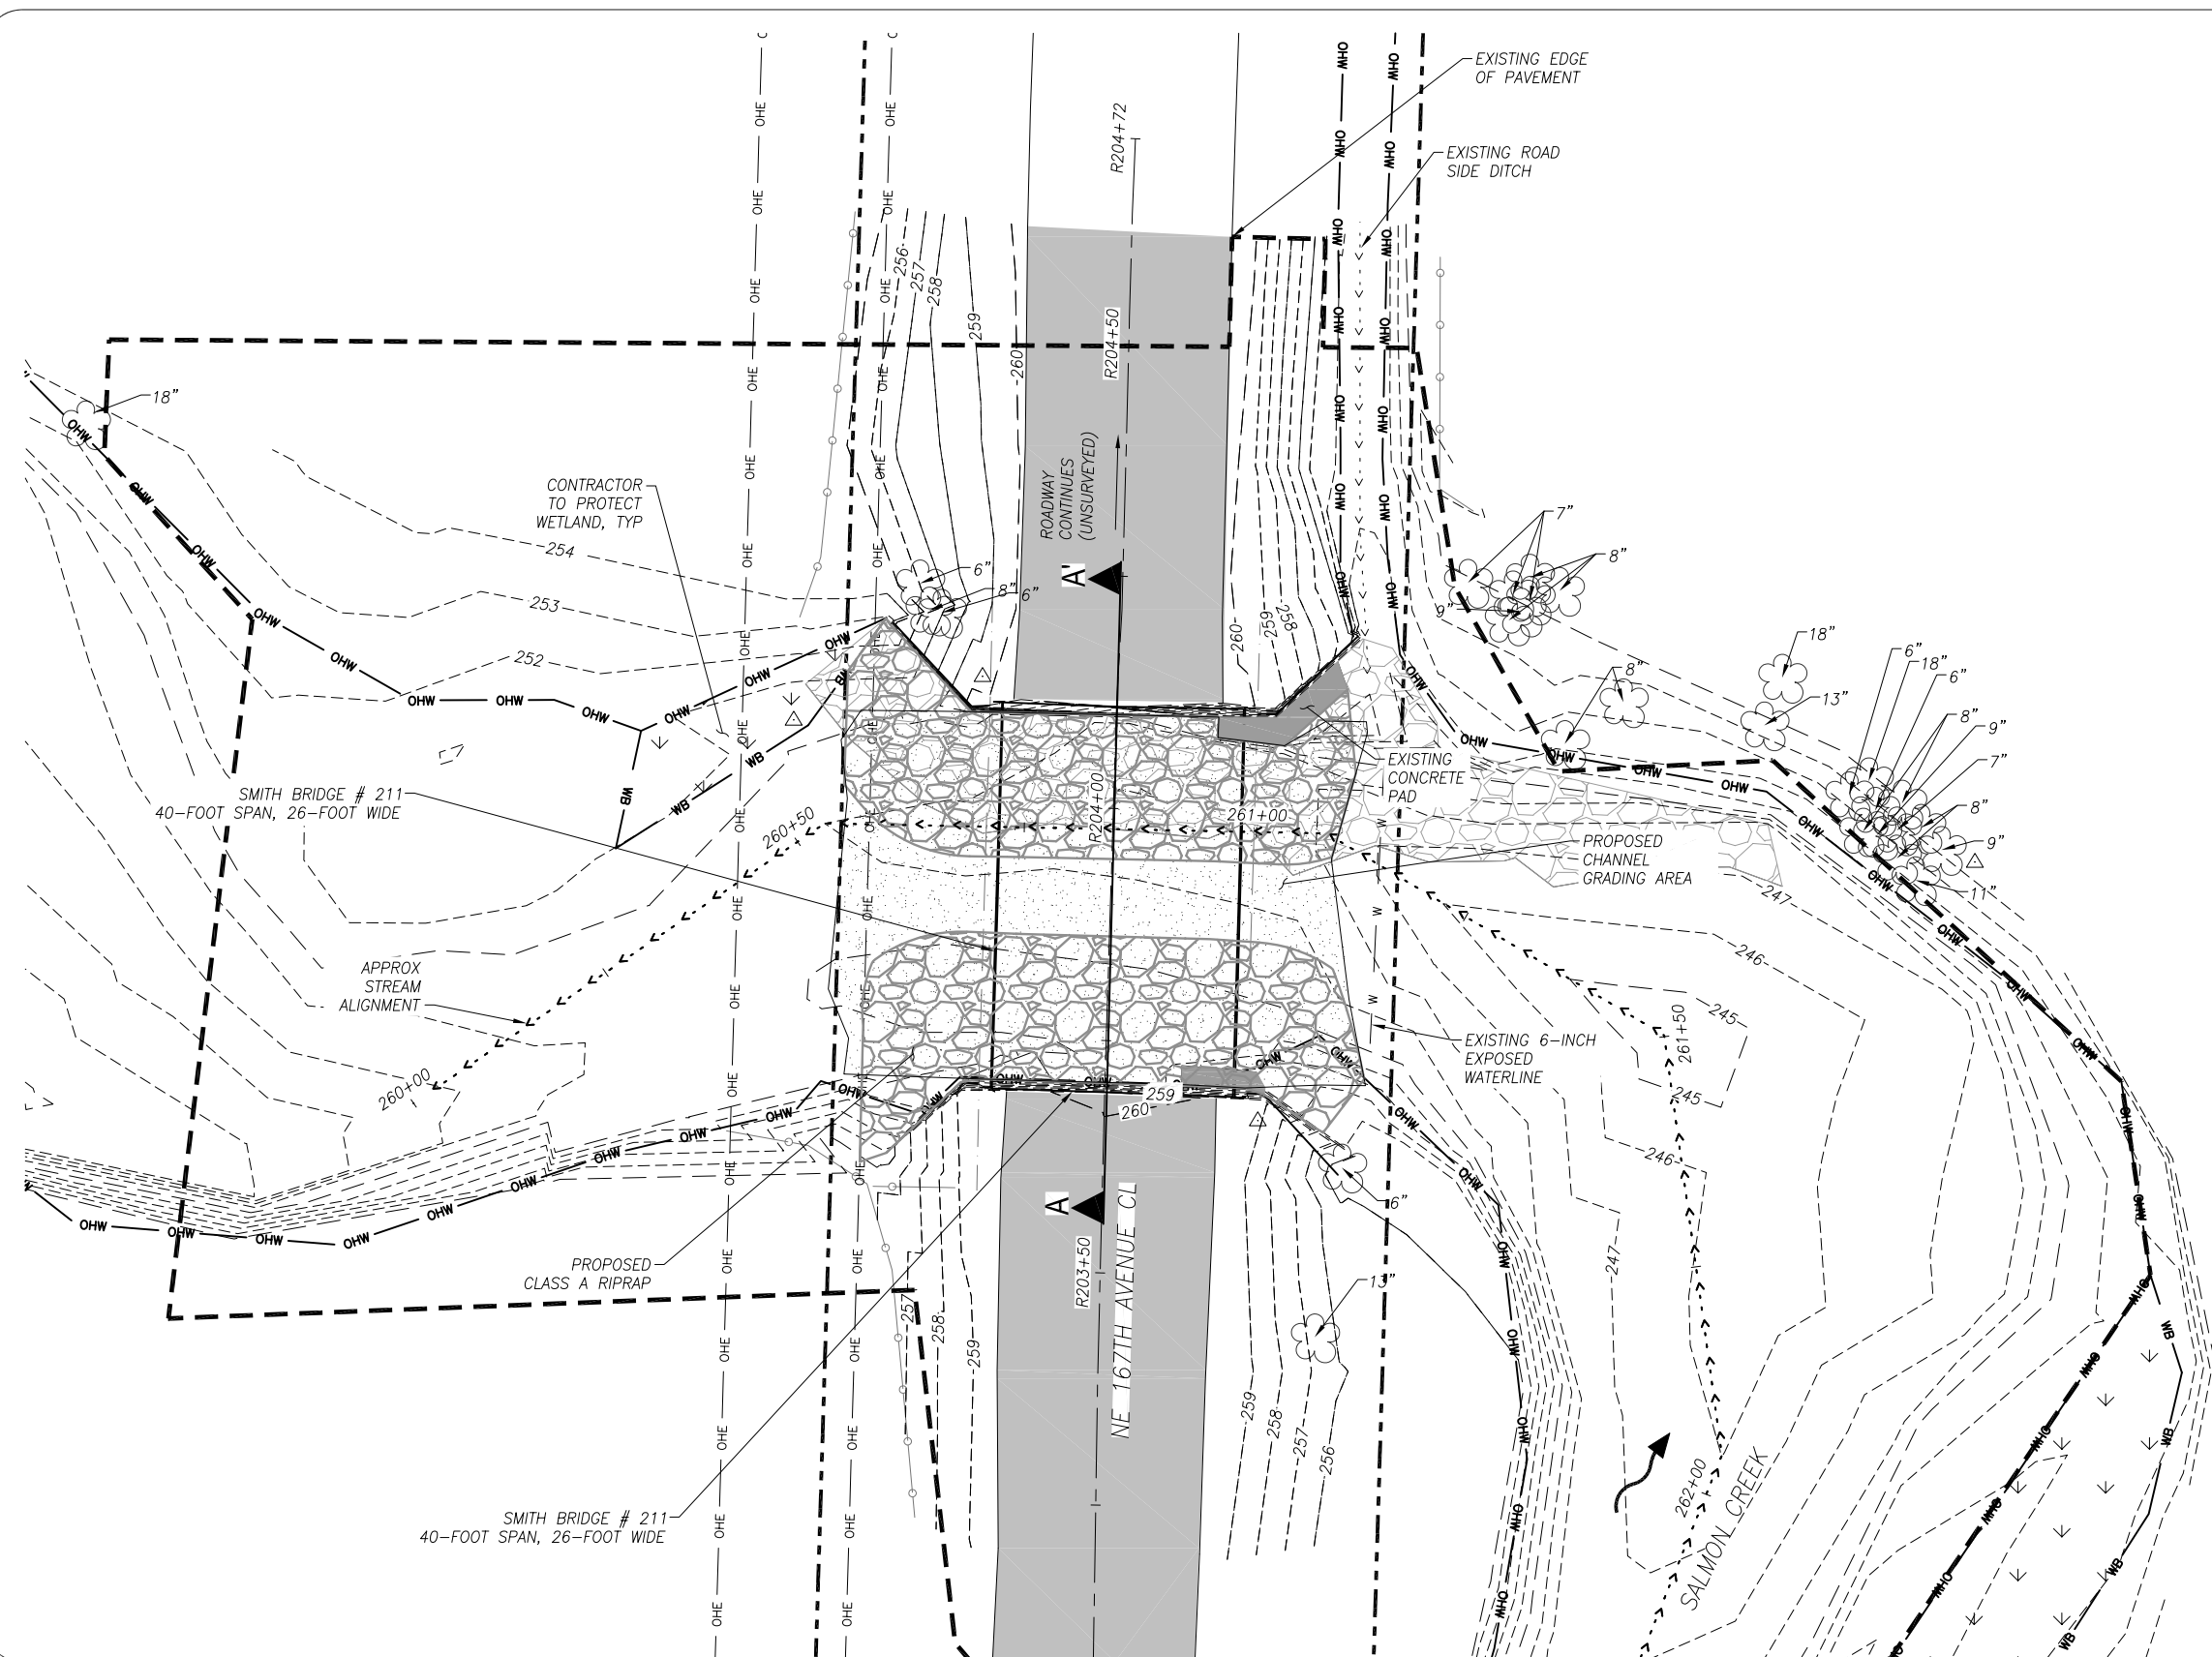 EXISTING EDGE
OF PAVEMENT
EXISTING ROAD
SIDE DITCH
R204+72
R204+50
ROADWAY
CONTINUES
(UNSURVEYED)
A'
256
257
258
259
260
18"
CONTRACTOR
TO PROTECT
WETLAND, TYP
254
253
252
6"
8"
6"
260
259
258
7"
8"
9"
18"
8"
13"
6"
18"
6"
8"
9"
7"
8"
9"
11"
SMITH BRIDGE # 211
40-FOOT SPAN, 26-FOOT WIDE
260+50
R204+00
261+00
EXISTING
CONCRETE
PAD
PROPOSED
CHANNEL
GRADING AREA
247
246
245
261+50
245
246
247
APPROX
STREAM
ALIGNMENT
260+00
EXISTING 6-INCH
EXPOSED
WATERLINE
259
260
A
6"
13"
PROPOSED
CLASS A RIPRAP
R203+50
NE 167TH AVENUE CL
257
258
259
259
258
257
256
SMITH BRIDGE # 211
40-FOOT SPAN, 26-FOOT WIDE
262+00
SALMON CREEK
OHE
OHW
WB
W